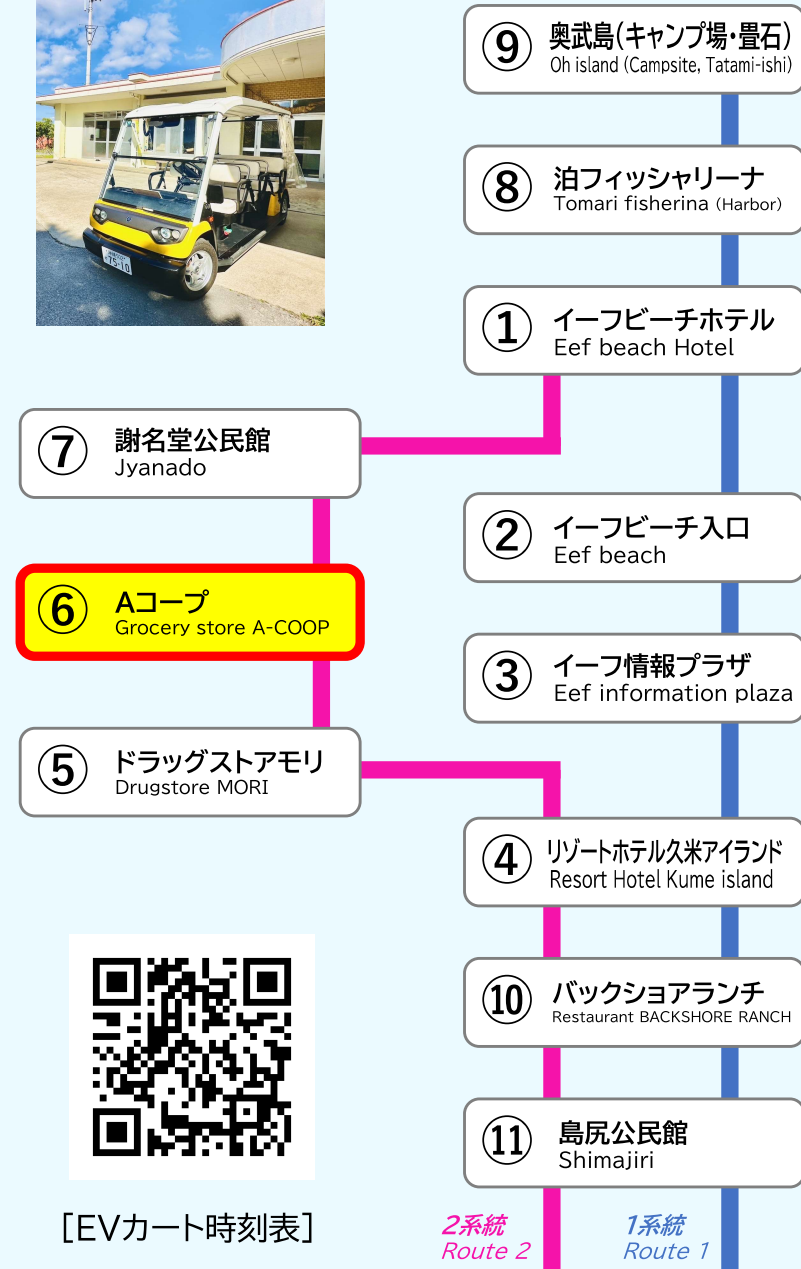 75-10
⑨ 奥武島(キャンプ場・畳石)
Oh island (Campsite, Tatami-ishi)
⑧ 泊フィッシャリーナ
Tomari fisherina (Harbor)
① イーフビーチホテル
Eef beach Hotel
⑦ 謝名堂公民館
Jyanado
② イーフビーチ入口
Eef beach
⑥ Aコープ
Grocery store A-COOP
③ イーフ情報プラザ
Eef information plaza
⑤ ドラッグストアモリ
Drugstore MORI
④ リゾートホテル久米アイランド
Resort Hotel Kume island
⑩ バックショアランチ
Restaurant BACKSHORE RANCH
⑪ 島尻公民館
Shimajiri
[EVカート時刻表]
2系統
Route 2
1系統
Route 1